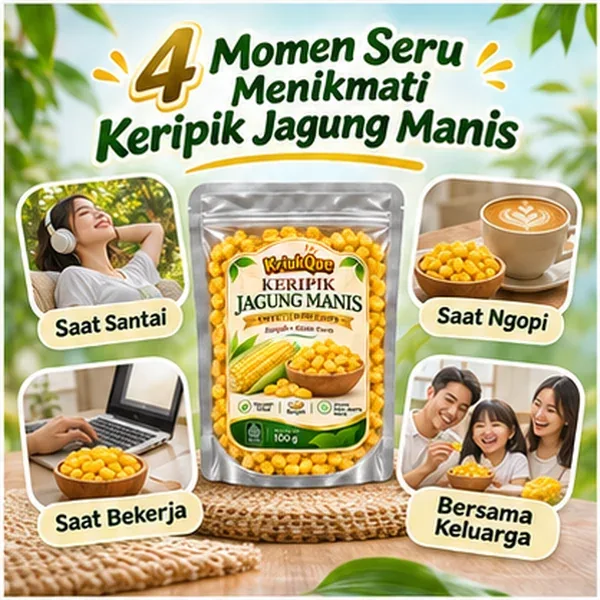 4 Momen Seru
Menikmati
Keripik Jagung Manis
Saat Santai
Saat Ngopi
KriukQue
KERIPIK
JAGUNG MANIS
100 g
Saat Bekerja
Bersama
Keluarga